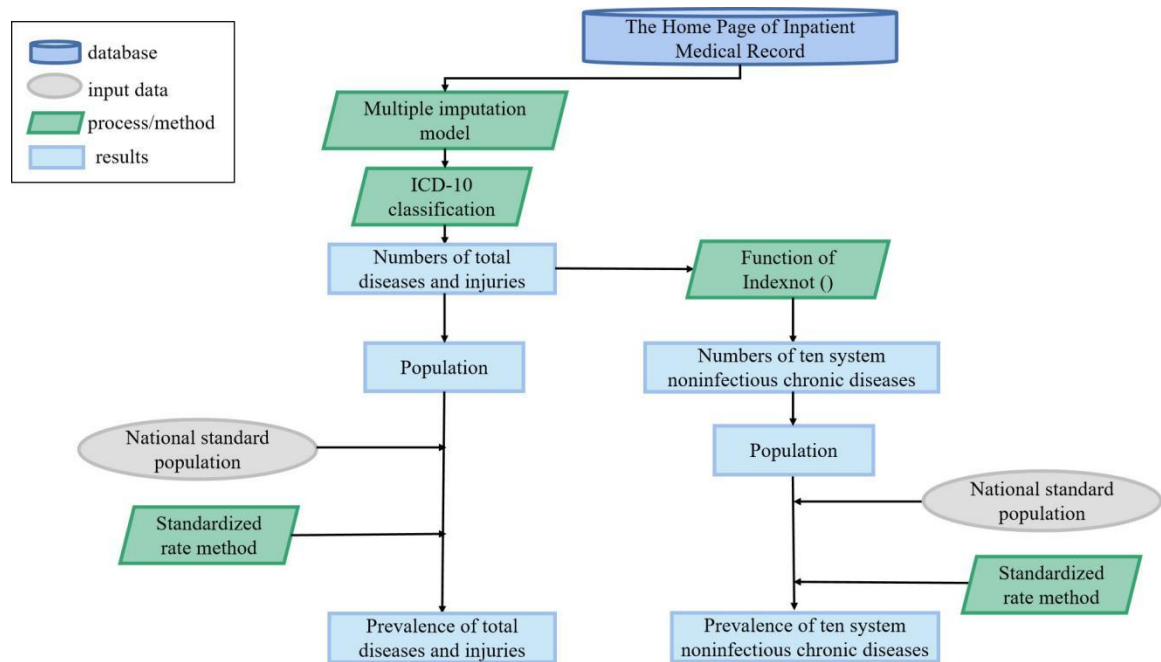 database
input data
process/method
results
The Home Page of Inpatient
Medical Record
Multiple imputation
model
ICD-10
classification
Numbers of total
diseases and injuries
Function of
Indexnot ()
Population
Numbers of ten system
noninfectious chronic diseases
National standard
population
Population
National standard
population
Standardized
rate method
Standardized
rate method
Prevalence of total
diseases and injuries
Prevalence of ten system
noninfectious chronic diseases